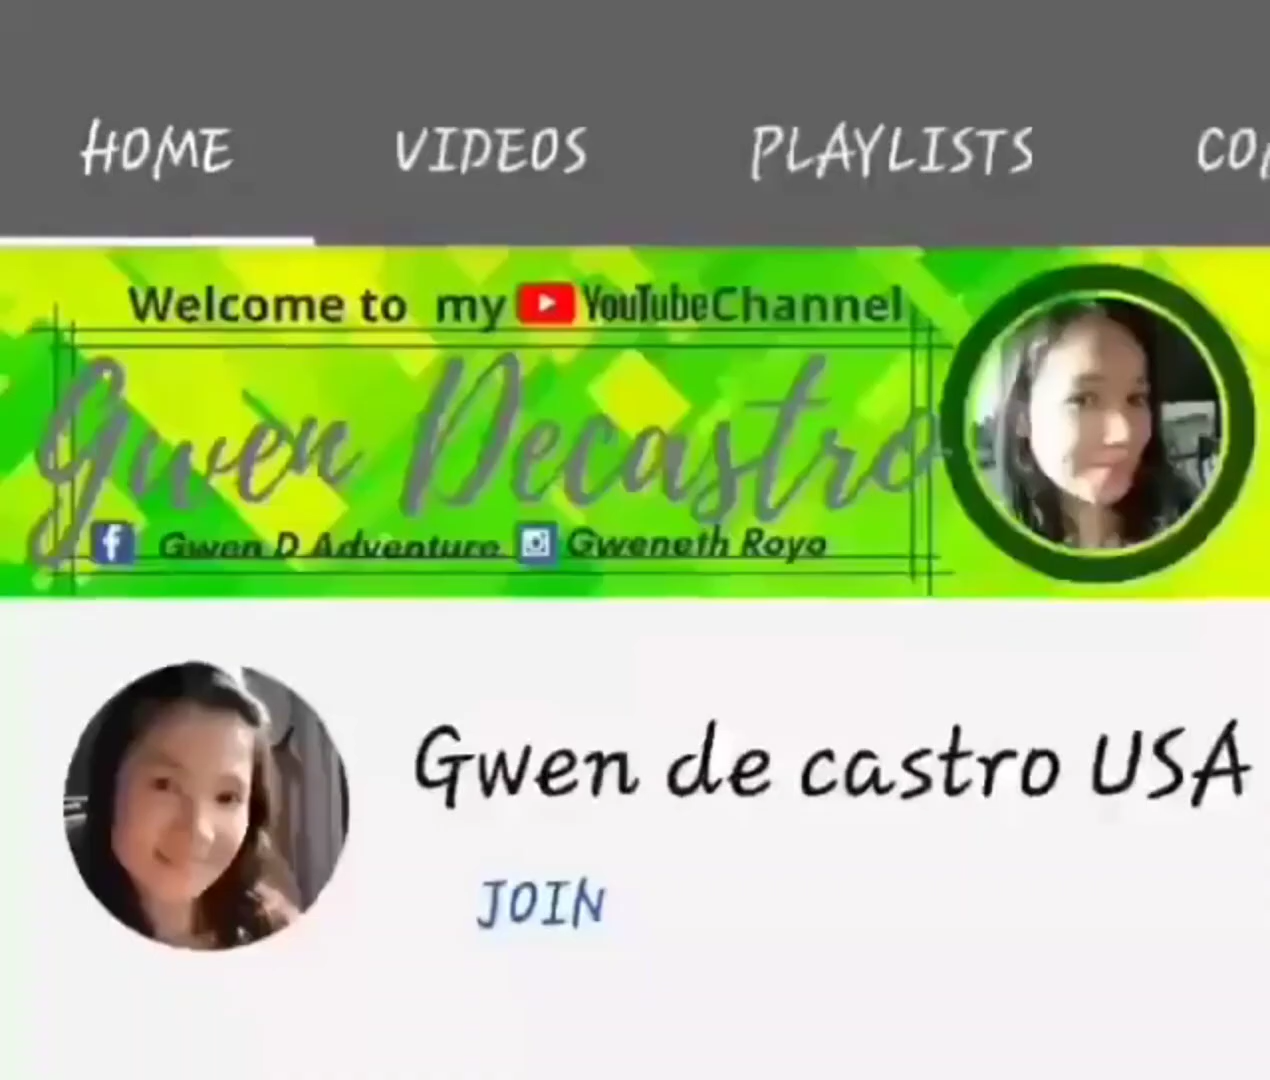 HOME VIDEOS PLAYLISTS
Welcome to my YouTube Channel
Gwen Decastro
Gwen D Adventure Gweneth Royo
Gwen de castro USA
JOIN